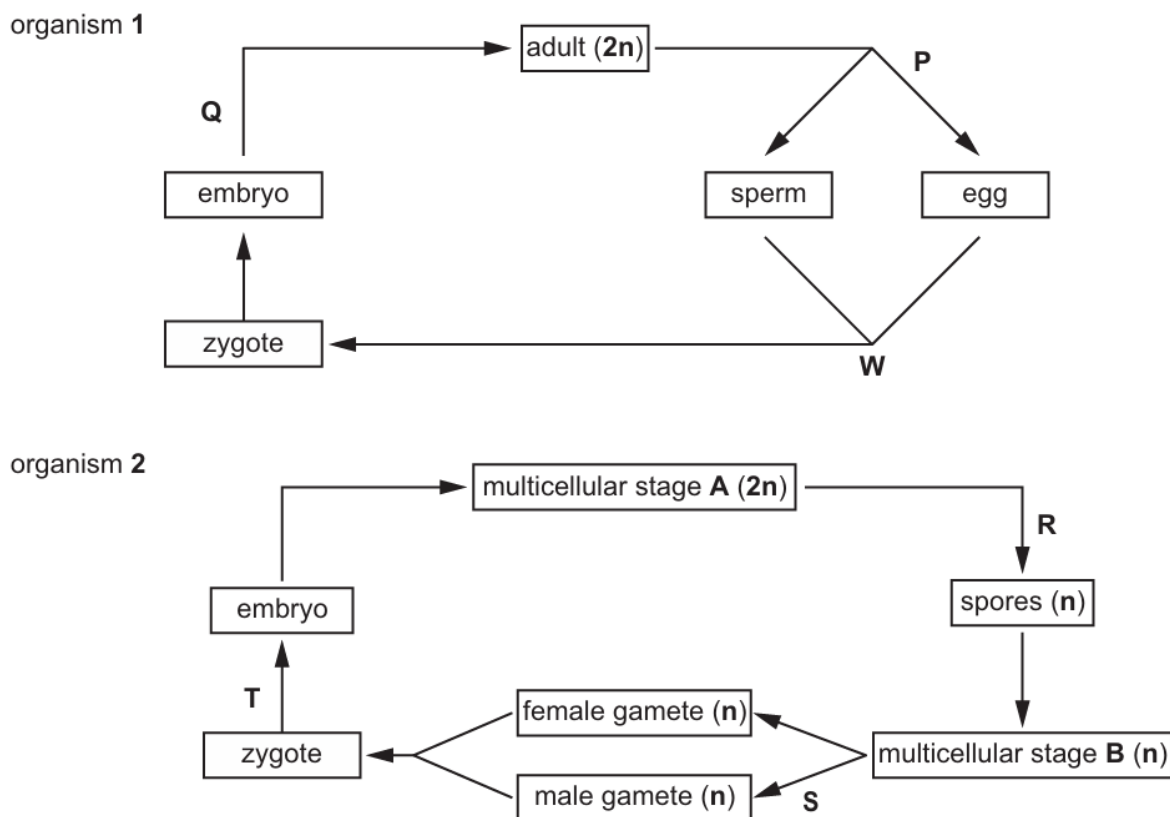 organism 1
adult (2n)
P
Q
embryo
sperm
egg
zygote
W
organism 2
multicellular stage A (2n)
R
embryo
spores (n)
T
female gamete (n)
zygote
multicellular stage B (n)
male gamete (n)
S